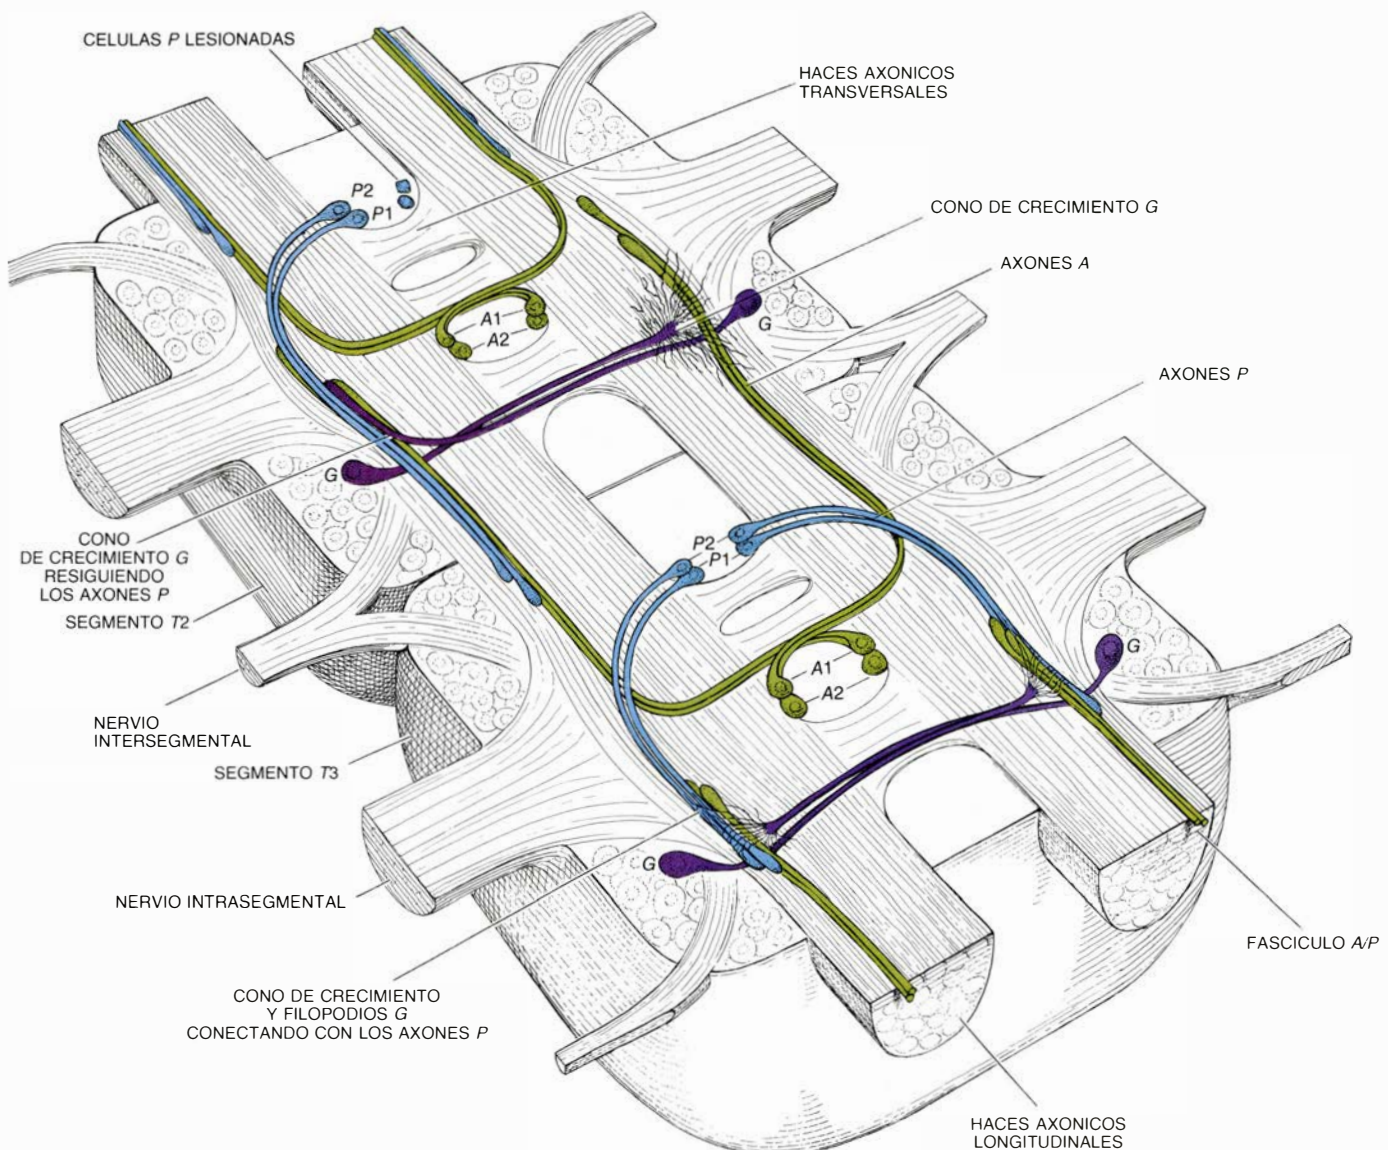 CELULAS P LESIONADAS
HACES AXONICOS
TRANSVERSALES
P2
P1
CONO DE CRECIMIENTO G
AXONES A
G
A1
A2
AXONES P
G
CONO
DE CRECIMIENTO G
RESIGUIENDO
LOS AXONES P
SEGMENTO T2
P2
P1
G
A1
A2
NERVIO
INTERSEGMENTAL
SEGMENTO T3
G
NERVIO INTRASEGMENTAL
FASCICULO A/P
CONO DE CRECIMIENTO
Y FILOPODIOS G
CONECTANDO CON LOS AXONES P
HACES AXONICOS
LONGITUDINALES